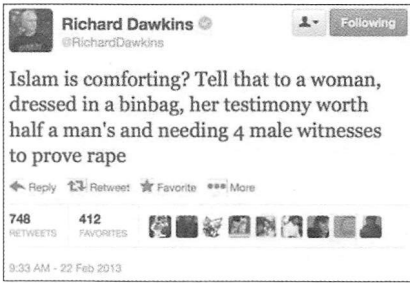 Richard Dawkins
@RichardDawkins
Following
Islam is comforting? Tell that to a woman,
dressed in a binbag, her testimony worth
half a man's and needing 4 male witnesses
to prove rape
Reply Retweet Favorite More
748 412
RETWEETS FAVORITES
9:33 AM - 22 Feb 2013